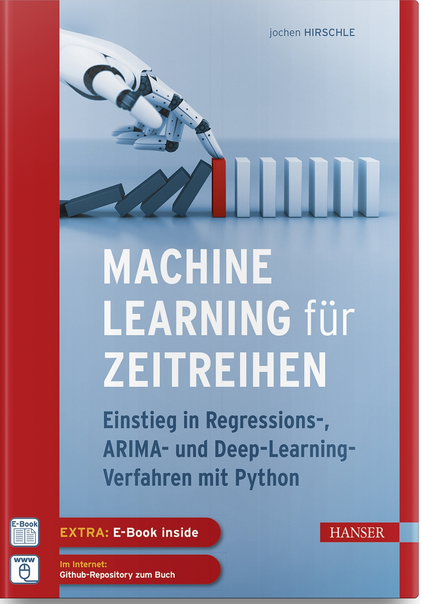 jochen HIRSCHLE
MACHINE
LEARNING für
ZEITREIHEN
Einstieg in Regressions-,
ARIMA- und Deep-Learning-
Verfahren mit Python
E-Book
EXTRA: E-Book inside
HANSER
www
Im Internet:
Github-Repository zum Buch